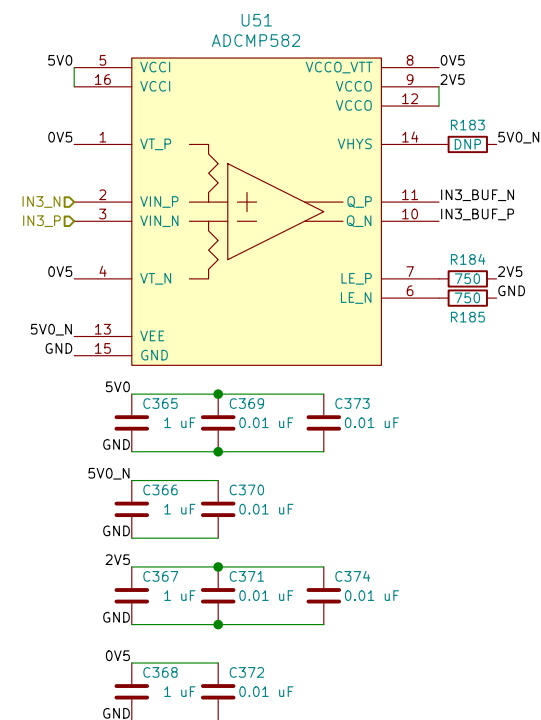 U51
ADCMP582
5V0 5 VCCI VCCO_VTT 8 0V5
16 VCCI VCCO 9 2V5
VCCO 12
0V5 1 VT_P VHYS 14 R183 DNP 5V0_N
IN3_N 2 VIN_P + Q_P 11 IN3_BUF_N
IN3_P 3 VIN_N − Q_N 10 IN3_BUF_P
R184
0V5 4 VT_N LE_P 7 750 2V5
LE_N 6 750 GND
R185
5V0_N 13 VEE
GND 15 GND
5V0 C365 C369 C373
1 uF 0.01 uF 0.01 uF
GND
5V0_N C366 C370
1 uF 0.01 uF
GND
2V5 C367 C371 C374
1 uF 0.01 uF 0.01 uF
GND
0V5 C368 C372
1 uF 0.01 uF
GND